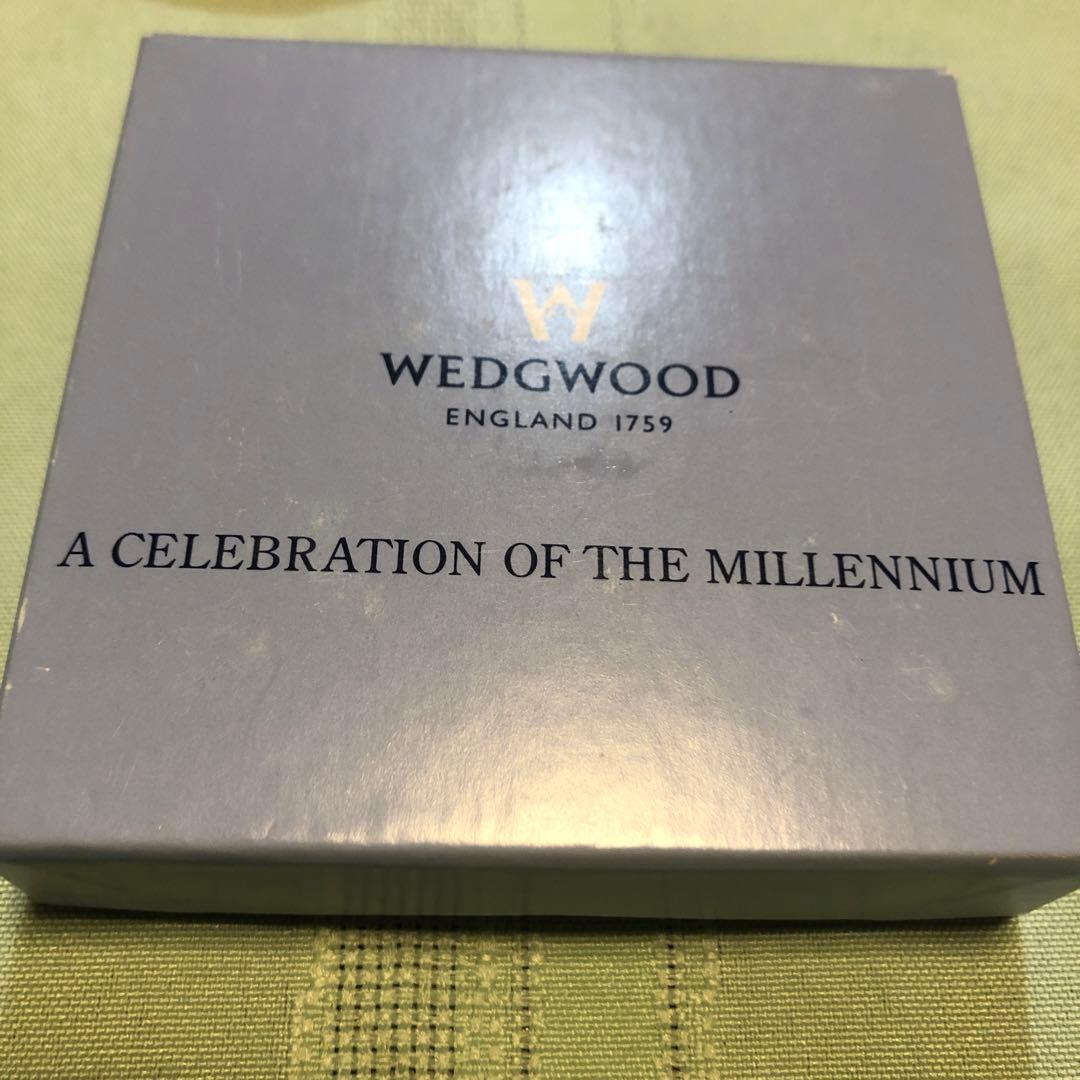 W
WEDGWOOD
ENGLAND 1759
A CELEBRATION OF THE MILLENNIUM